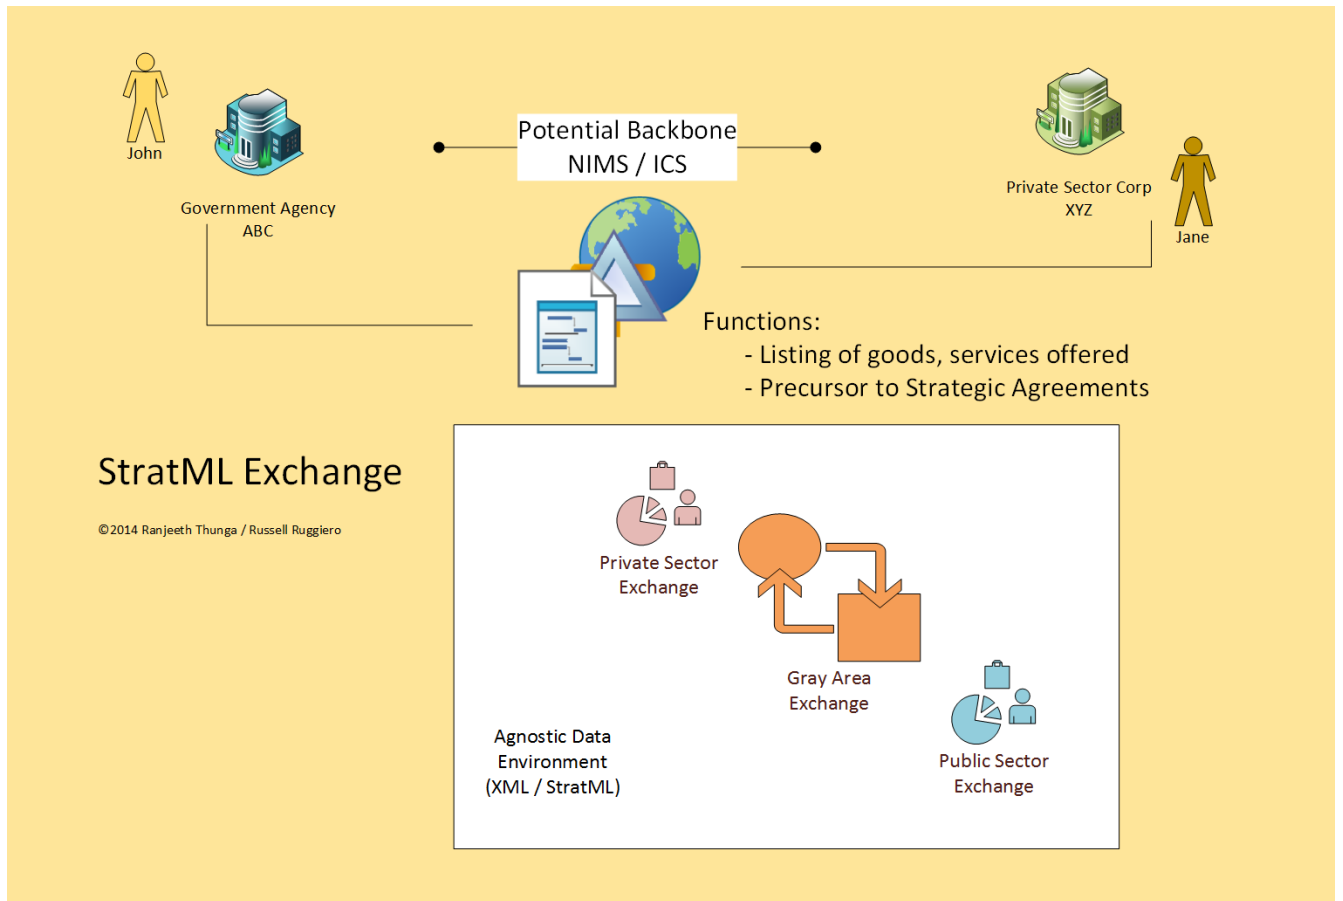 John
Government Agency
ABC
Potential Backbone
NIMS / ICS
Private Sector Corp
XYZ
Jane
Functions:
- Listing of goods, services offered
- Precursor to Strategic Agreements
StratML Exchange
©2014 Ranjeeth Thunga / Russell Ruggiero
Private Sector
Exchange
Gray Area
Exchange
Agnostic Data
Environment
(XML / StratML)
Public Sector
Exchange